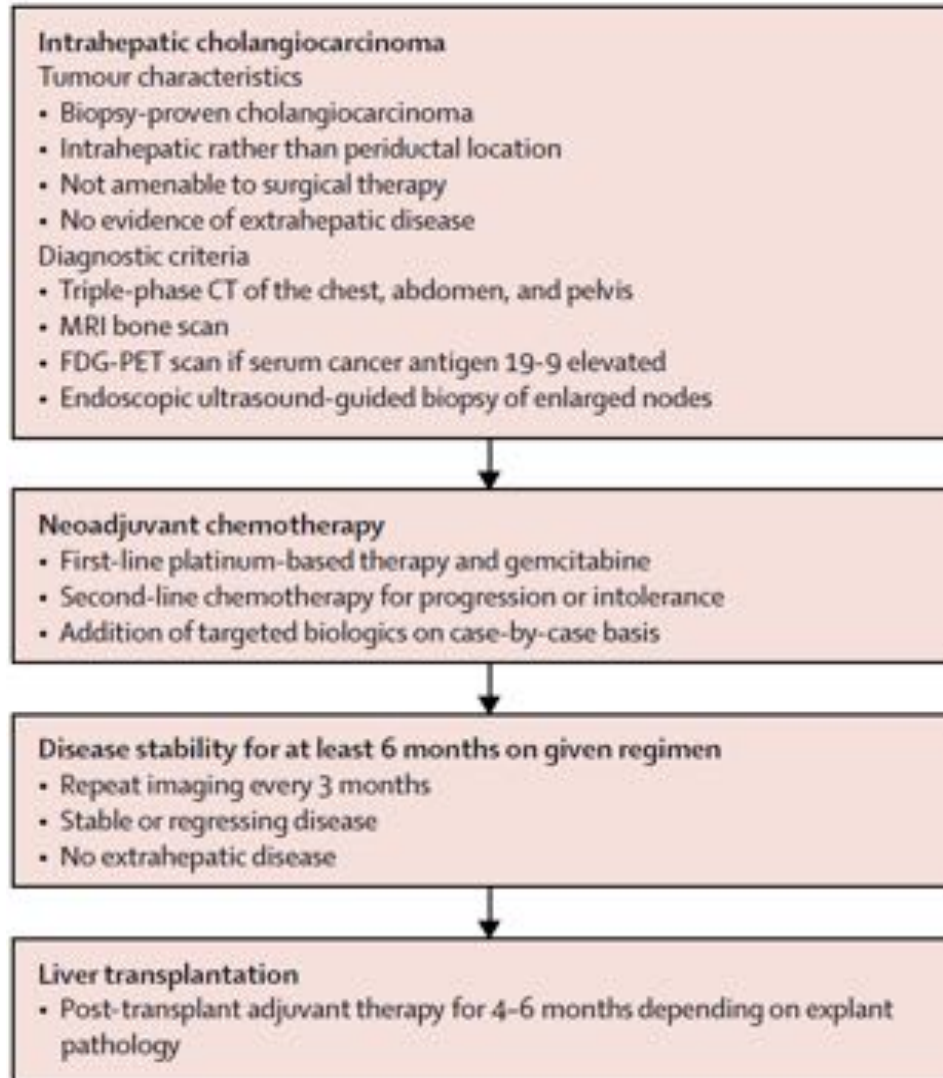 Intrahepatic cholangiocarcinoma
Tumour characteristics
• Biopsy-proven cholangiocarcinoma
• Intrahepatic rather than periductal location
• Not amenable to surgical therapy
• No evidence of extrahepatic disease
Diagnostic criteria
• Triple-phase CT of the chest, abdomen, and pelvis
• MRI bone scan
• FDG-PET scan if serum cancer antigen 19-9 elevated
• Endoscopic ultrasound-guided biopsy of enlarged nodes
Neoadjuvant chemotherapy
• First-line platinum-based therapy and gemcitabine
• Second-line chemotherapy for progression or intolerance
• Addition of targeted biologics on case-by-case basis
Disease stability for at least 6 months on given regimen
• Repeat imaging every 3 months
• Stable or regressing disease
• No extrahepatic disease
Liver transplantation
• Post-transplant adjuvant therapy for 4–6 months depending on explant
pathology